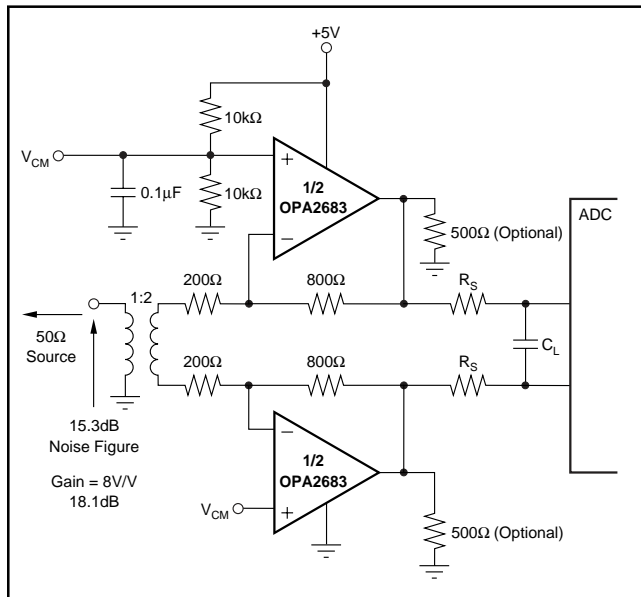 +5V
10kΩ
V_CM
10kΩ
0.1µF
+
−
1/2
OPA2683
500Ω (Optional)
ADC
1:2
200Ω
800Ω
R_S
50Ω
Source
C_L
200Ω
800Ω
R_S
15.3dB
Noise Figure
Gain = 8V/V
18.1dB
−
+
1/2
OPA2683
V_CM
500Ω (Optional)